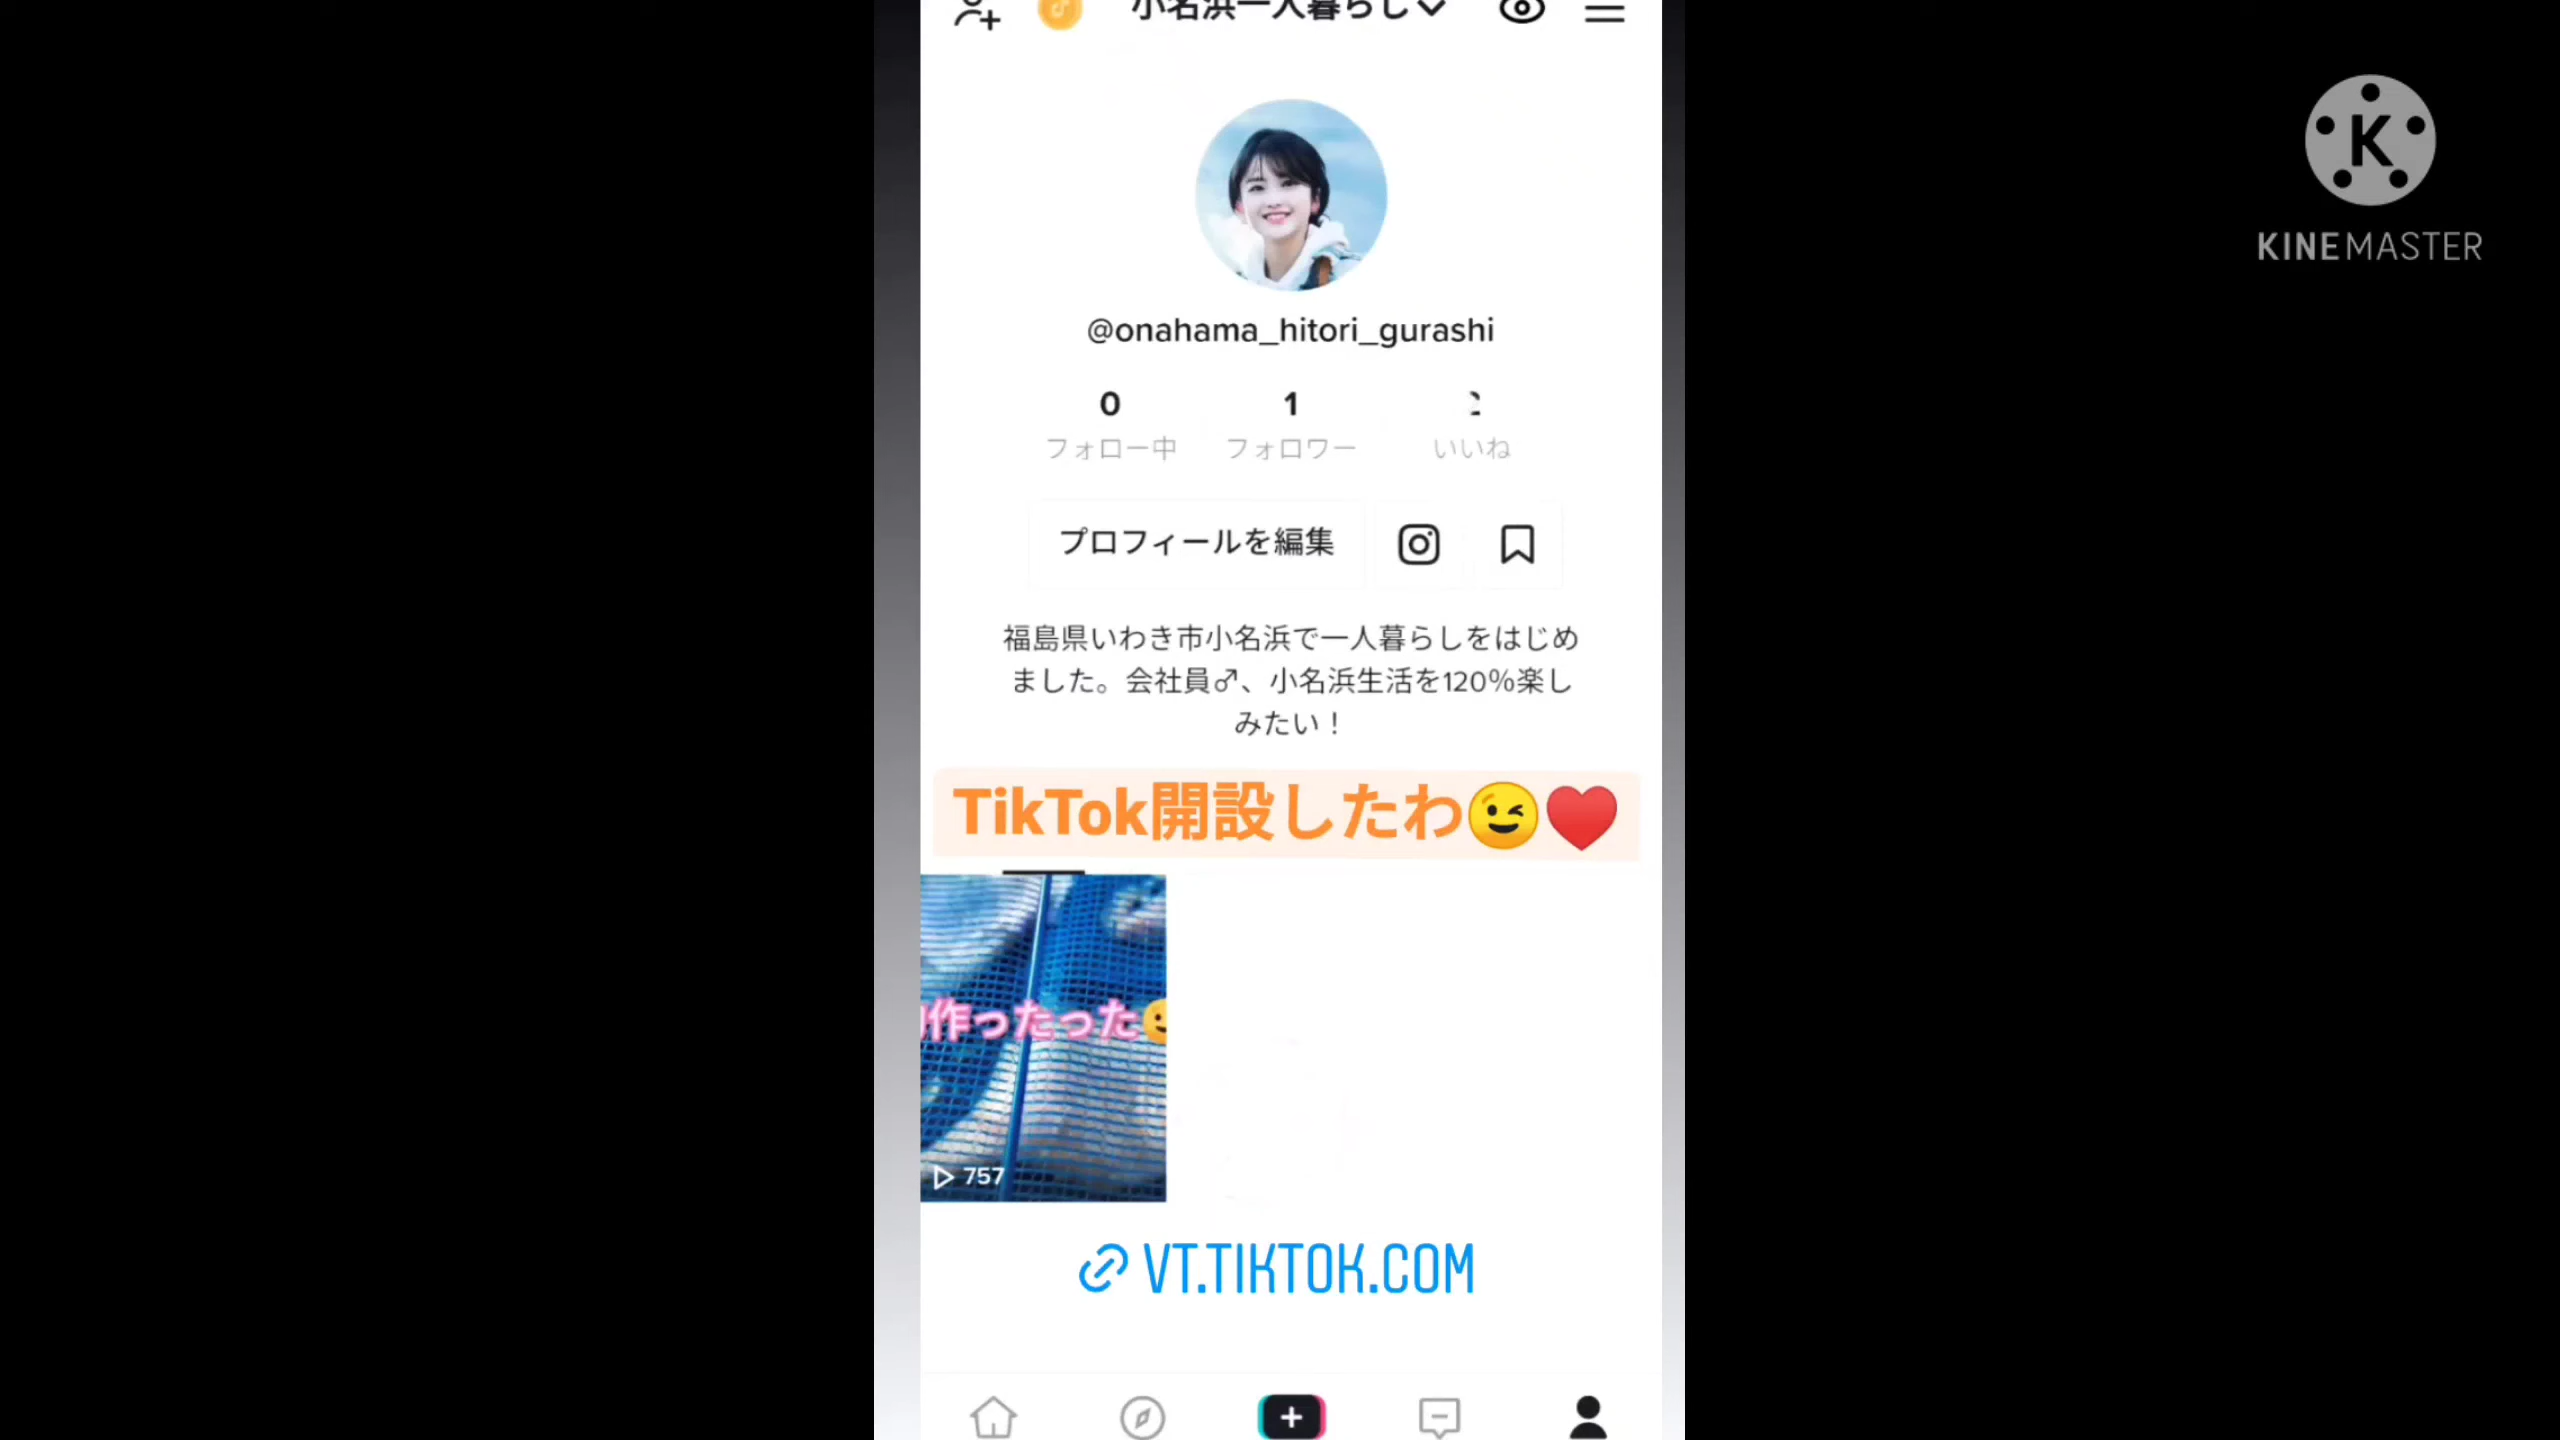 小名浜一人暮らし
KINEMASTER
@onahama_hitori_gurashi
0
1
フォロー中
フォロワー
いいね
プロフィールを編集
福島県いわき市小名浜で一人暮らしをはじめ
ました。会社員♂、小名浜生活を120%楽し
みたい！
TikTok開設したわ😉♥
作ったった
757
VT.TIKTOK.COM